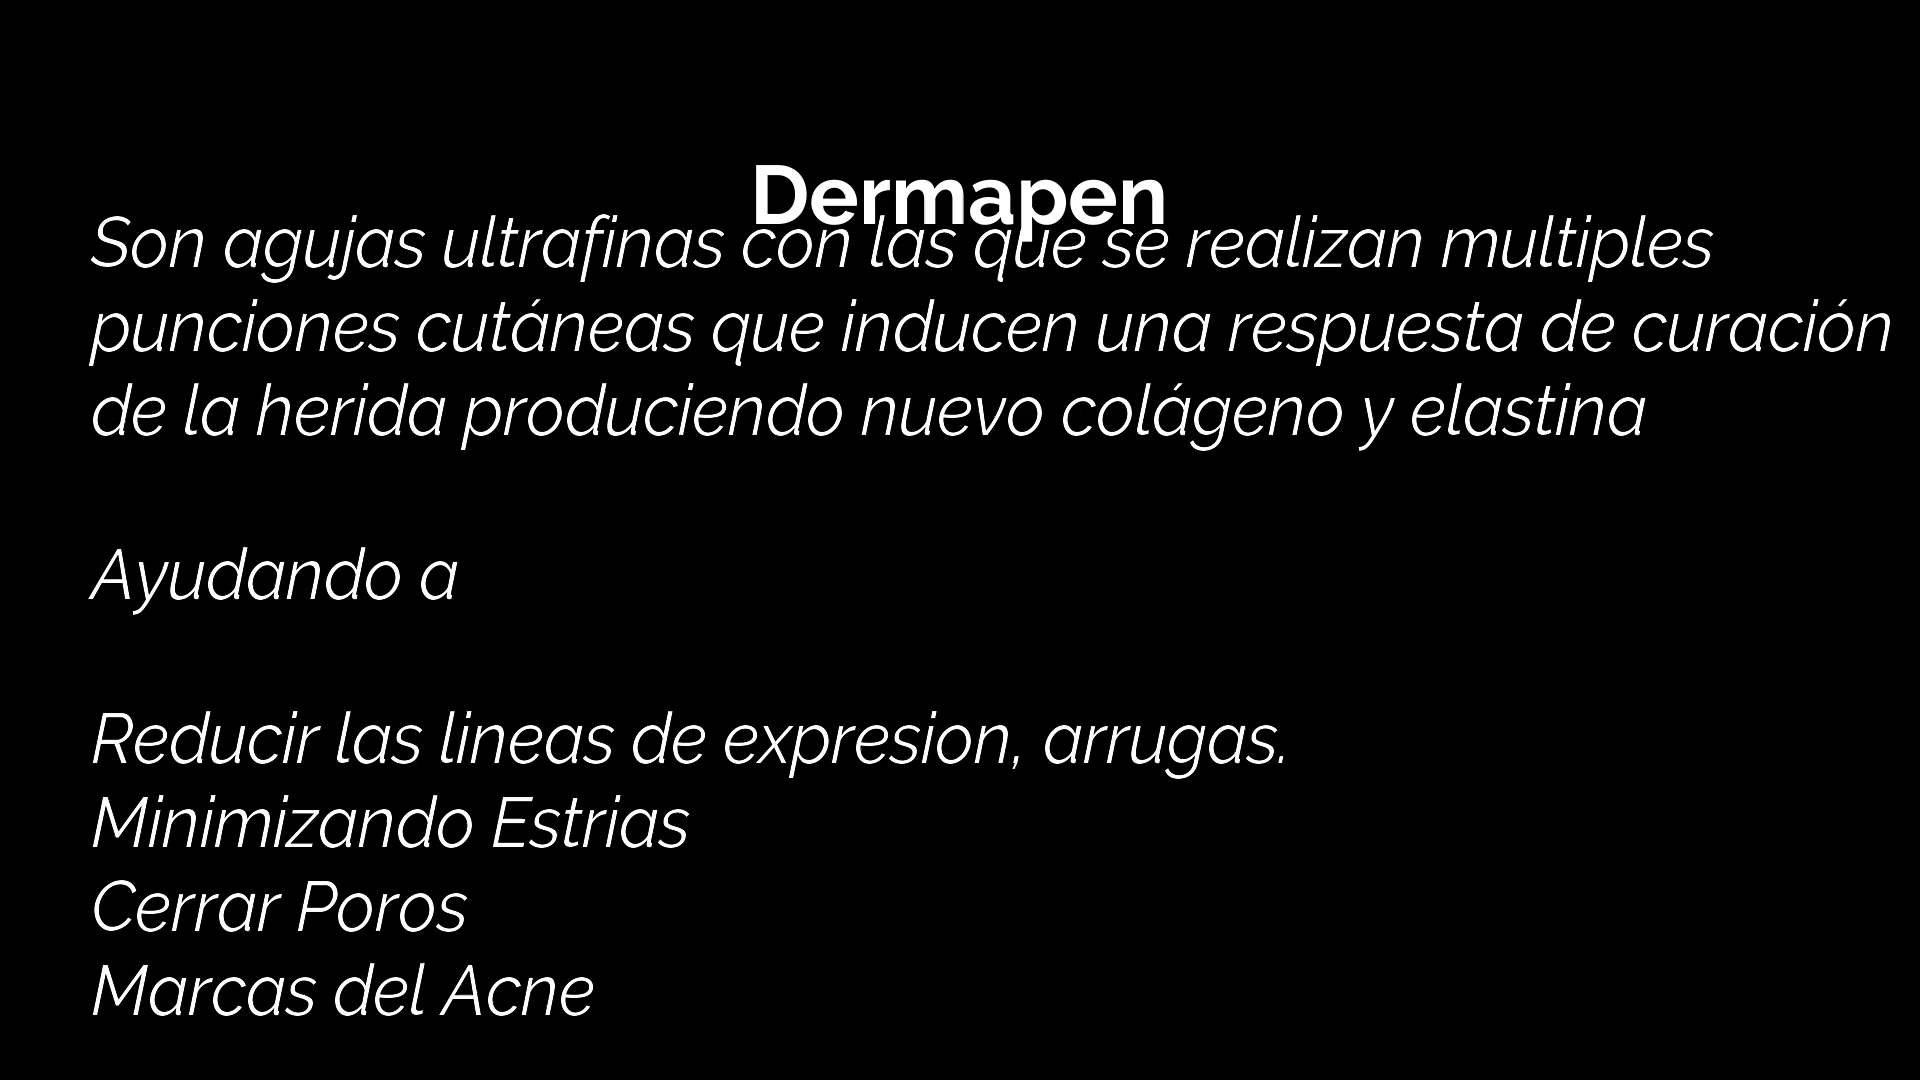 Dermapen
Son agujas ultrafinas con las que se realizan multiples
punciones cutáneas que inducen una respuesta de curación
de la herida produciendo nuevo colágeno y elastina
Ayudando a
Reducir las lineas de expresion, arrugas.
Minimizando Estrias
Cerrar Poros
Marcas del Acne